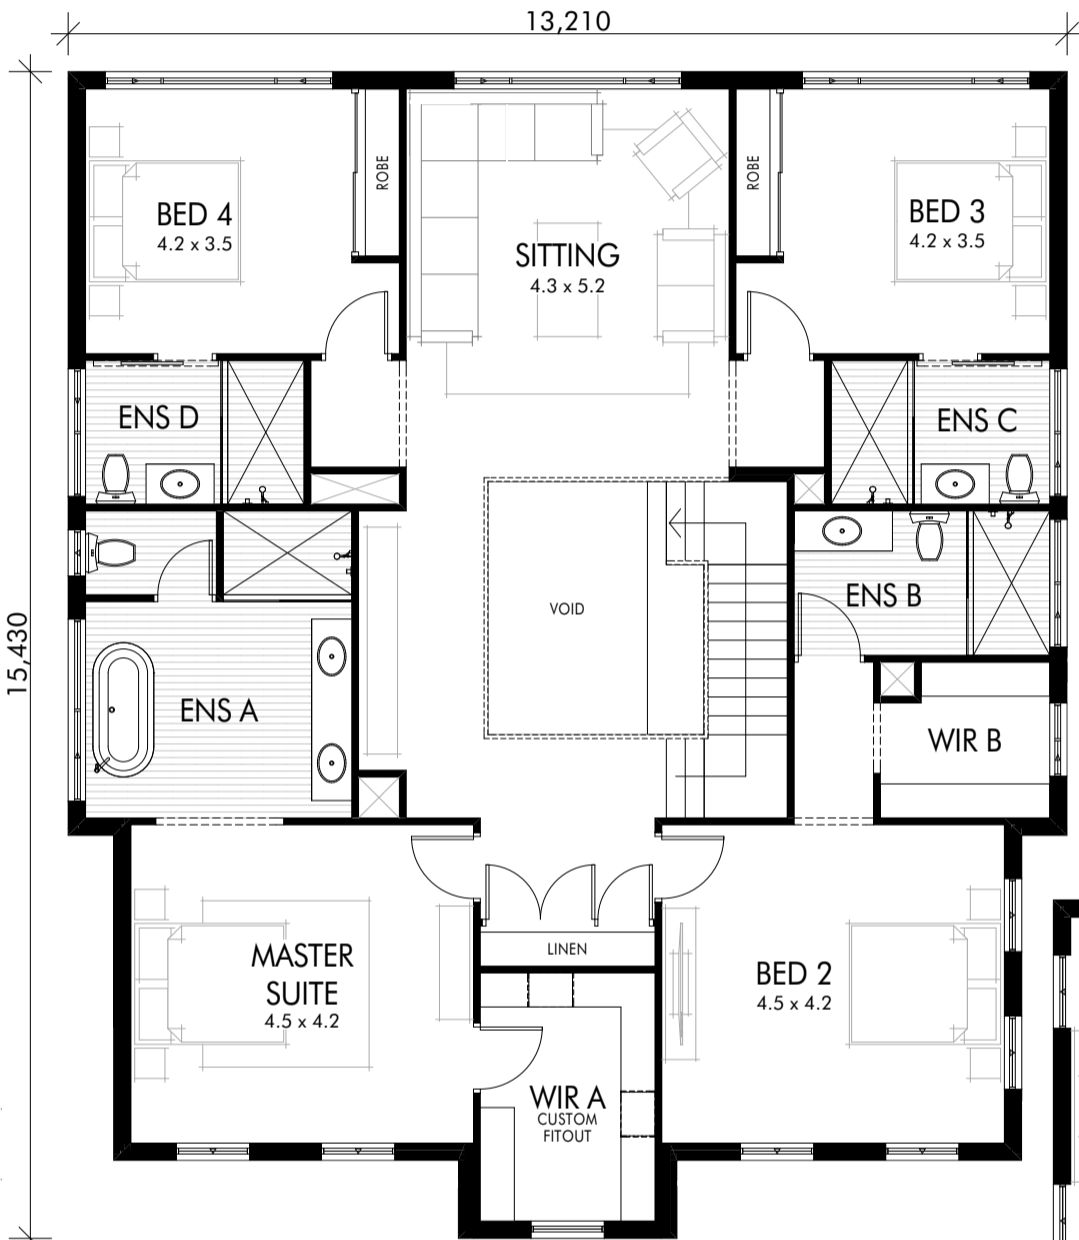 13,210
15,430
BED 4
4.2 x 3.5
ROBE
SITTING
4.3 x 5.2
ROBE
BED 3
4.2 x 3.5
ENS D
ENS C
VOID
ENS B
ENS A
WIR B
MASTER
SUITE
4.5 x 4.2
LINEN
BED 2
4.5 x 4.2
WIR A
CUSTOM
FITOUT